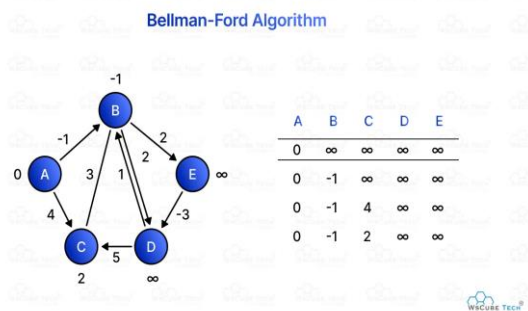 Bellman-Ford Algorithm
-1
B
-1
2
2
0
A
3
1
E
∞
4
-3
C
5
D
2
∞
A B C D E
0 ∞ ∞ ∞ ∞
0 -1 ∞ ∞ ∞
0 -1 4 ∞ ∞
0 -1 2 ∞ ∞
WSCUBE TECH